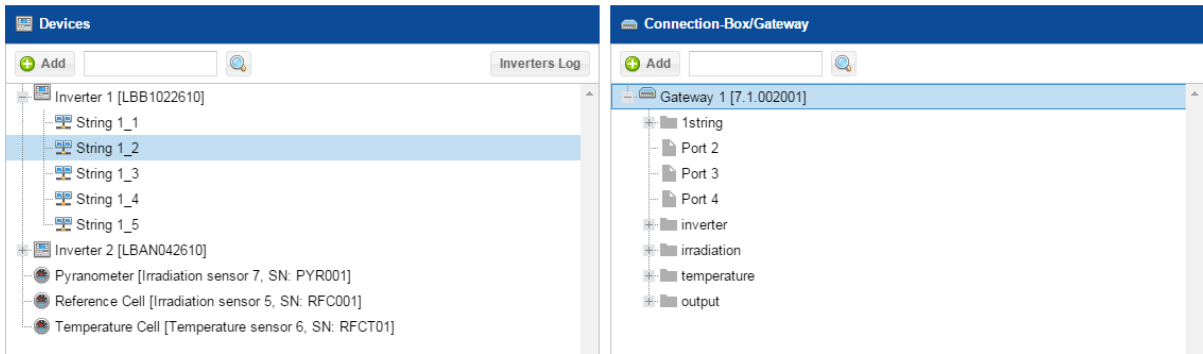 Devices
Add
Inverters Log
Inverter 1 [LBB1022610]
String 1_1
String 1_2
String 1_3
String 1_4
String 1_5
Inverter 2 [LBAN042610]
Pyranometer [Irradiation sensor 7, SN: PYR001]
Reference Cell [Irradiation sensor 5, SN: RFC001]
Temperature Cell [Temperature sensor 6, SN: RFCT01]
Connection-Box/Gateway
Add
Gateway 1 [7.1.002001]
1string
Port 2
Port 3
Port 4
inverter
irradiation
temperature
output